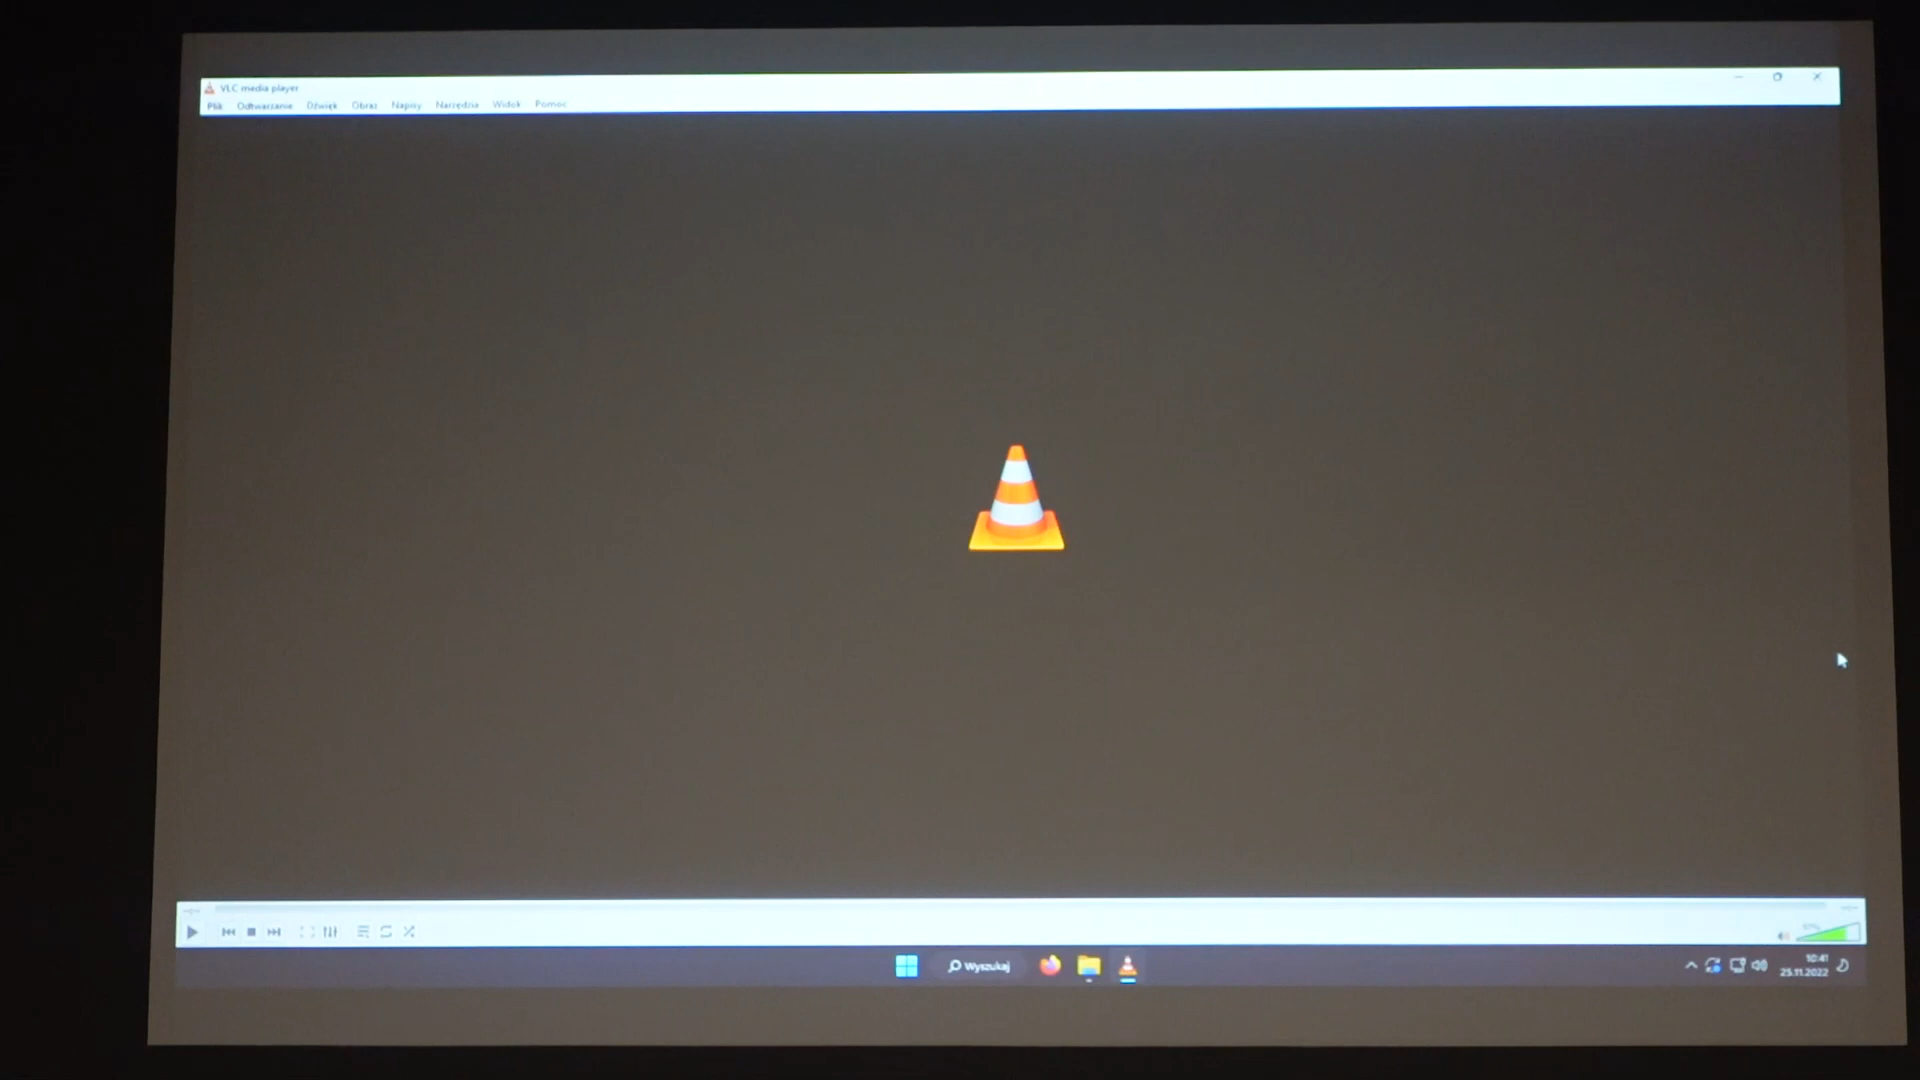 VLC media player
Plik Odtwarzanie Dźwięk Obraz Napisy Narzędzia Widok Pomoc
Wyszukaj
10:41
25.11.2022